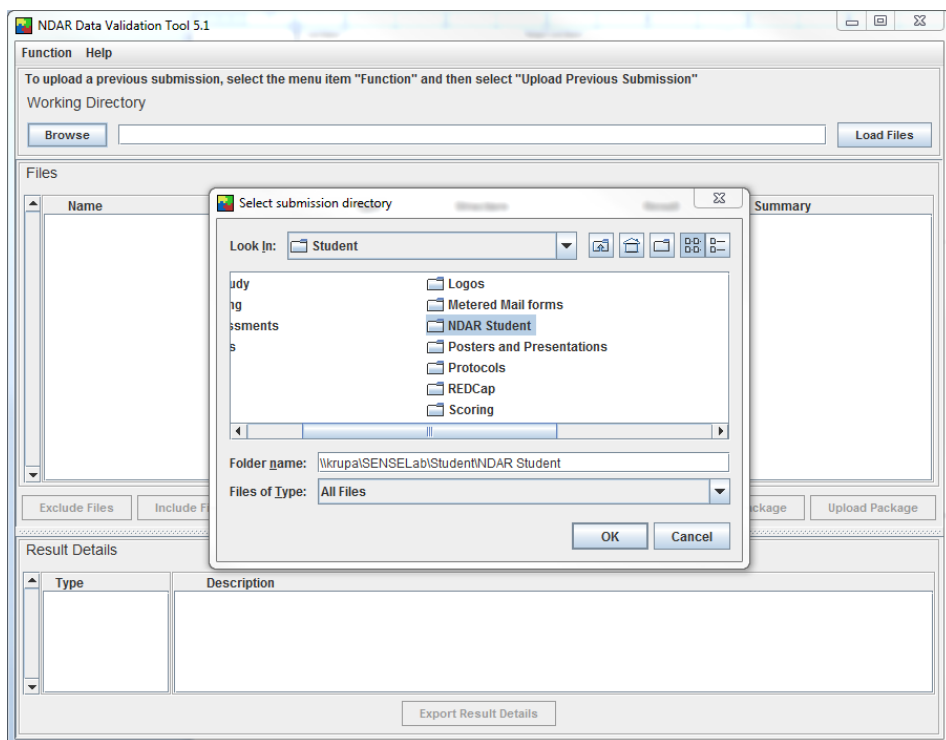 NDAR Data Validation Tool 5.1
Function Help
To upload a previous submission, select the menu item "Function" and then select "Upload Previous Submission"
Working Directory
Browse
Load Files
Files
Name
Summary
Select submission directory
Look In: Student
udy
ng
ssments
s
Logos
Metered Mail forms
NDAR Student
Posters and Presentations
Protocols
REDCap
Scoring
Folder name: \\krupa\SENSELab\Student\NDAR Student
Files of Type: All Files
OK Cancel
Exclude Files Include Fi ckage Upload Package
Result Details
Type Description
Export Result Details